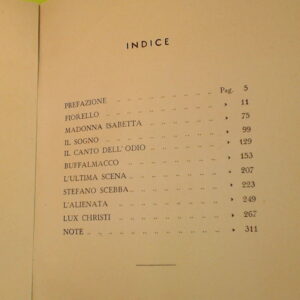 INDICE
PREFAZIONE . . . . . . . . Pag. 5
FIORELLO . . . . . . . . » 11
MADONNA ISABETTA . . . . . . » 75
IL SOGNO . . . . . . . . » 99
IL CANTO DELL'ODIO . . . . . . » 129
BUFFALMACCO . . . . . . . » 153
L'ULTIMA SCENA . . . . . . . » 207
STEFANO SCEBBA . . . . . . . » 223
L'ALIENATA . . . . . . . . » 249
LUX CHRISTI . . . . . . . . » 267
NOTE . . . . . . . . . » 311